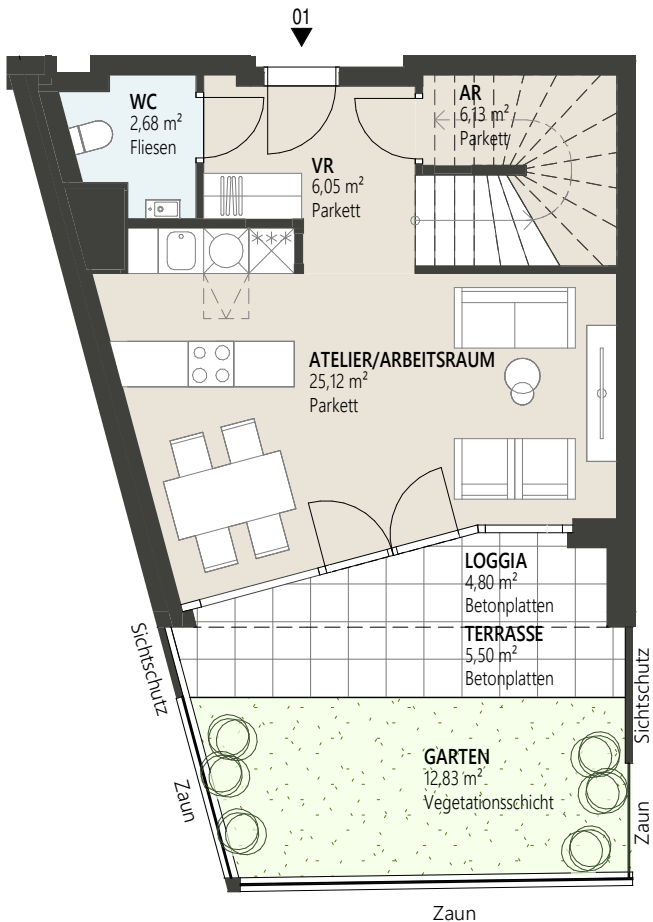 01
WC
2,68 m²
Fliesen
AR
6,13 m²
Parkett
VR
6,05 m²
Parkett
ATELIER/ARBEITSRAUM
25,12 m²
Parkett
LOGGIA
4,80 m²
Betonplatten
TERRASSE
5,50 m²
Betonplatten
Sichtschutz
Sichtschutz
GARTEN
12,83 m²
Vegetationsschicht
Zaun
Zaun
Zaun